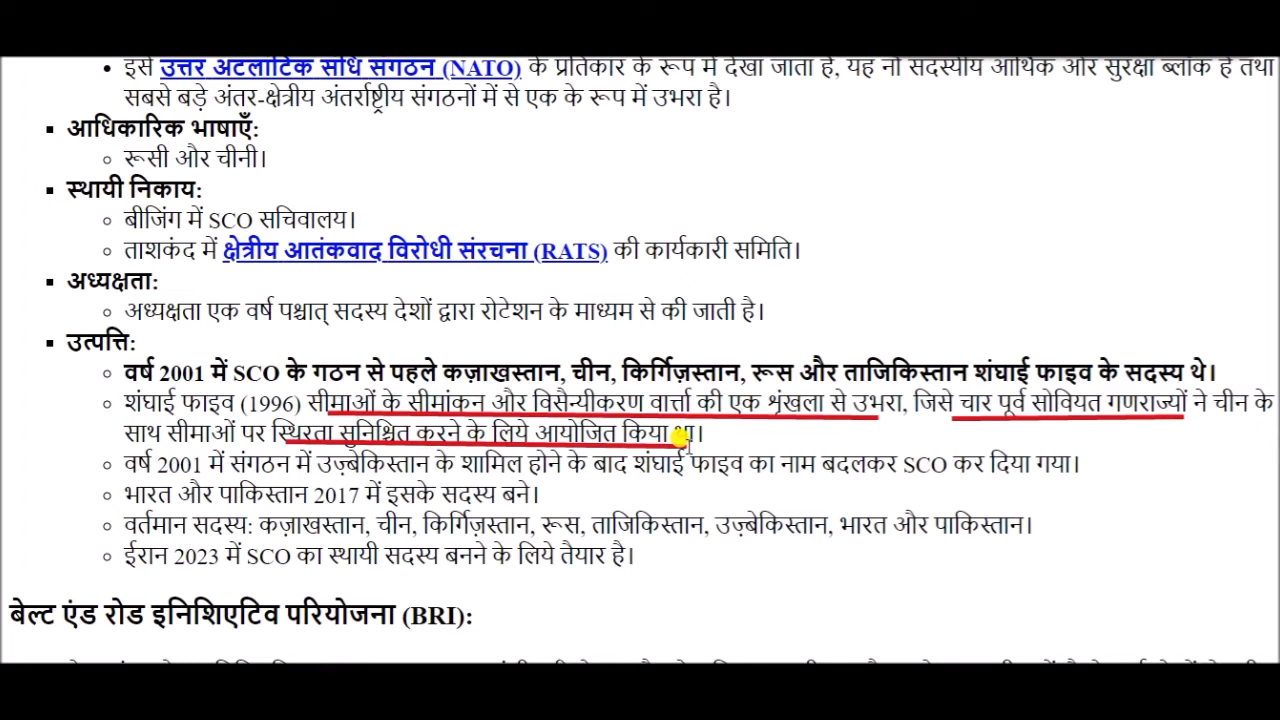 • इसे उत्तर अटलांटिक संधि संगठन (NATO) के प्रतिकार के रूप में देखा जाता है, यह नौ सदस्यीय आर्थिक और सुरक्षा ब्लॉक है तथा
सबसे बड़े अंतर-क्षेत्रीय अंतर्राष्ट्रीय संगठनों में से एक के रूप में उभरा है।
▪ आधिकारिक भाषाएँ:
○ रूसी और चीनी।
▪ स्थायी निकाय:
○ बीजिंग में SCO सचिवालय।
○ ताशकंद में क्षेत्रीय आतंकवाद विरोधी संरचना (RATS) की कार्यकारी समिति।
▪ अध्यक्षता:
○ अध्यक्षता एक वर्ष पश्चात् सदस्य देशों द्वारा रोटेशन के माध्यम से की जाती है।
▪ उत्पत्ति:
○ वर्ष 2001 में SCO के गठन से पहले कज़ाखस्तान, चीन, किर्गिज़स्तान, रूस और ताजिकिस्तान शंघाई फाइव के सदस्य थे।
○ शंघाई फाइव (1996) सीमाओं के सीमांकन और विसैन्यीकरण वार्त्ता की एक शृंखला से उभरा, जिसे चार पूर्व सोवियत गणराज्यों ने चीन के
साथ सीमाओं पर स्थिरता सुनिश्चित करने के लिये आयोजित किया था।
○ वर्ष 2001 में संगठन में उज़्बेकिस्तान के शामिल होने के बाद शंघाई फाइव का नाम बदलकर SCO कर दिया गया।
○ भारत और पाकिस्तान 2017 में इसके सदस्य बने।
○ वर्तमान सदस्य: कज़ाखस्तान, चीन, किर्गिज़स्तान, रूस, ताजिकिस्तान, उज़्बेकिस्तान, भारत और पाकिस्तान।
○ ईरान 2023 में SCO का स्थायी सदस्य बनने के लिये तैयार है।
बेल्ट एंड रोड इनिशिएटिव परियोजना (BRI):